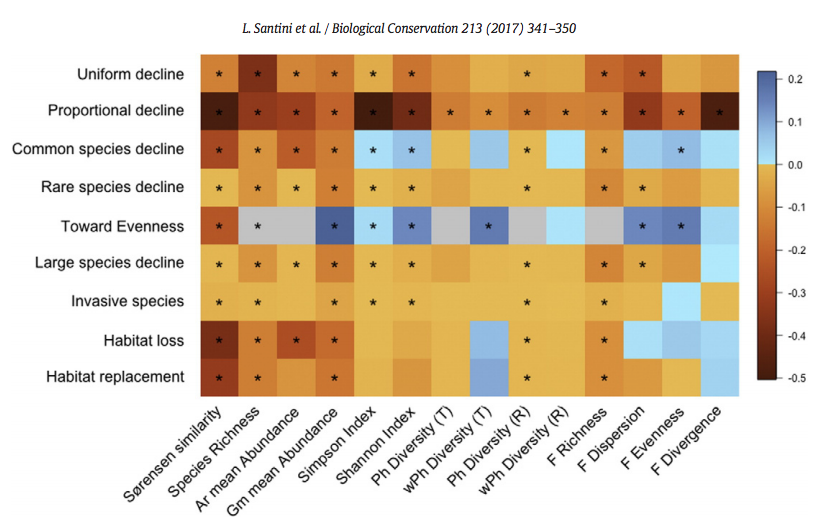 L. Santini et al. / Biological Conservation 213 (2017) 341–350
Uniform decline
Proportional decline
Common species decline
Rare species decline
Toward Evenness
Large species decline
Invasive species
Habitat loss
Habitat replacement
0.2
0.1
0.0
-0.1
-0.2
-0.3
-0.4
-0.5
Sørensen similarity
Species Richness
Ar mean Abundance
Gm mean Abundance
Simpson Index
Shannon Index
Ph Diversity (T)
wPh Diversity (T)
Ph Diversity (R)
wPh Diversity (R)
F Richness
F Dispersion
F Evenness
F Divergence